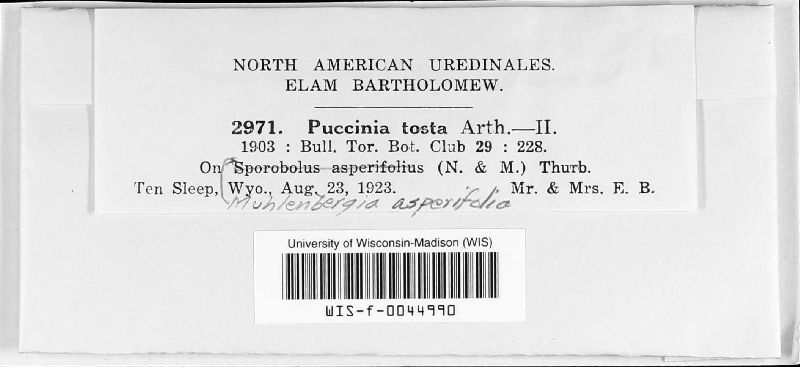 NORTH AMERICAN UREDINALES.
ELAM BARTHOLOMEW.
2971. Puccinia tosta Arth.—II.
1903 : Bull. Tor. Bot. Club 29 : 228.
On Sporobolus asperifolius (N. & M.) Thurb.
Ten Sleep, Wyo., Aug. 23, 1923. Mr. & Mrs. E. B.
Muhlenbergia asperifolia
University of Wisconsin-Madison (WIS)
WIS-f-0044990